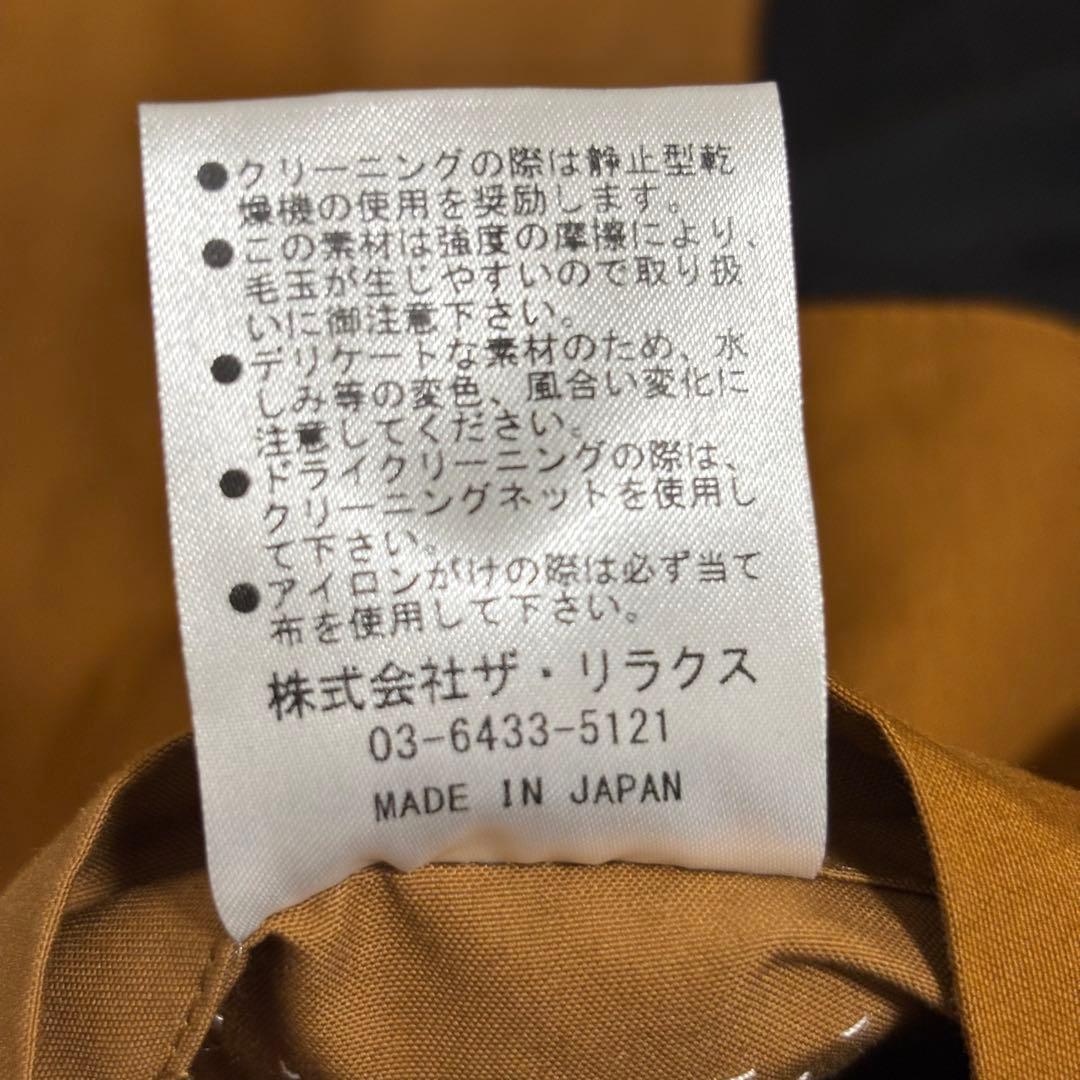 ●クリーニングの際は静止型乾
燥機の使用を奨励します。
●この素材は強度の摩擦により、
毛玉が生じやすいので取り扱
いに御注意下さい。
●デリケートな素材のため、水
しみ等の変色、風合い変化に
注意してください。
●ドライクリーニングの際は、
クリーニングネットを使用し
て下さい。
●アイロンがけの際は必ず当て
布を使用して下さい。
株式会社ザ・リラクス
03-6433-5121
MADE IN JAPAN